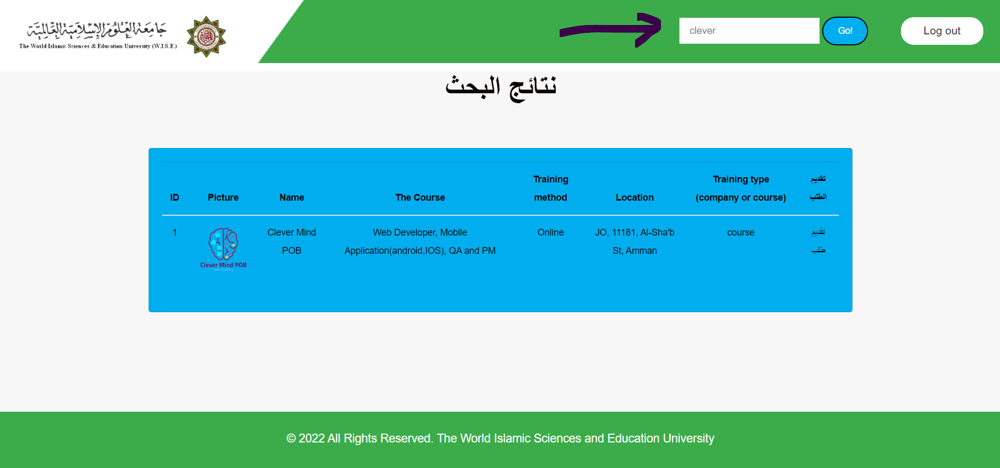 جامعة العلوم الإسلامية العالمية
The World Islamic Sciences & Education University (W.I.S.E.)
clever
Go!
Log out
نتائج البحث
ID
Picture
Name
The Course
Training
method
Location
Training type
(company or course)
تقديم
الطلب
1
Clever Mind POB
Clever Mind
POB
Web Developer, Mobile
Application(android,IOS), QA and PM
Online
JO, 11181, Al-Sha'b
St, Amman
course
تقديم
طلب
© 2022 All Rights Reserved. The World Islamic Sciences and Education University